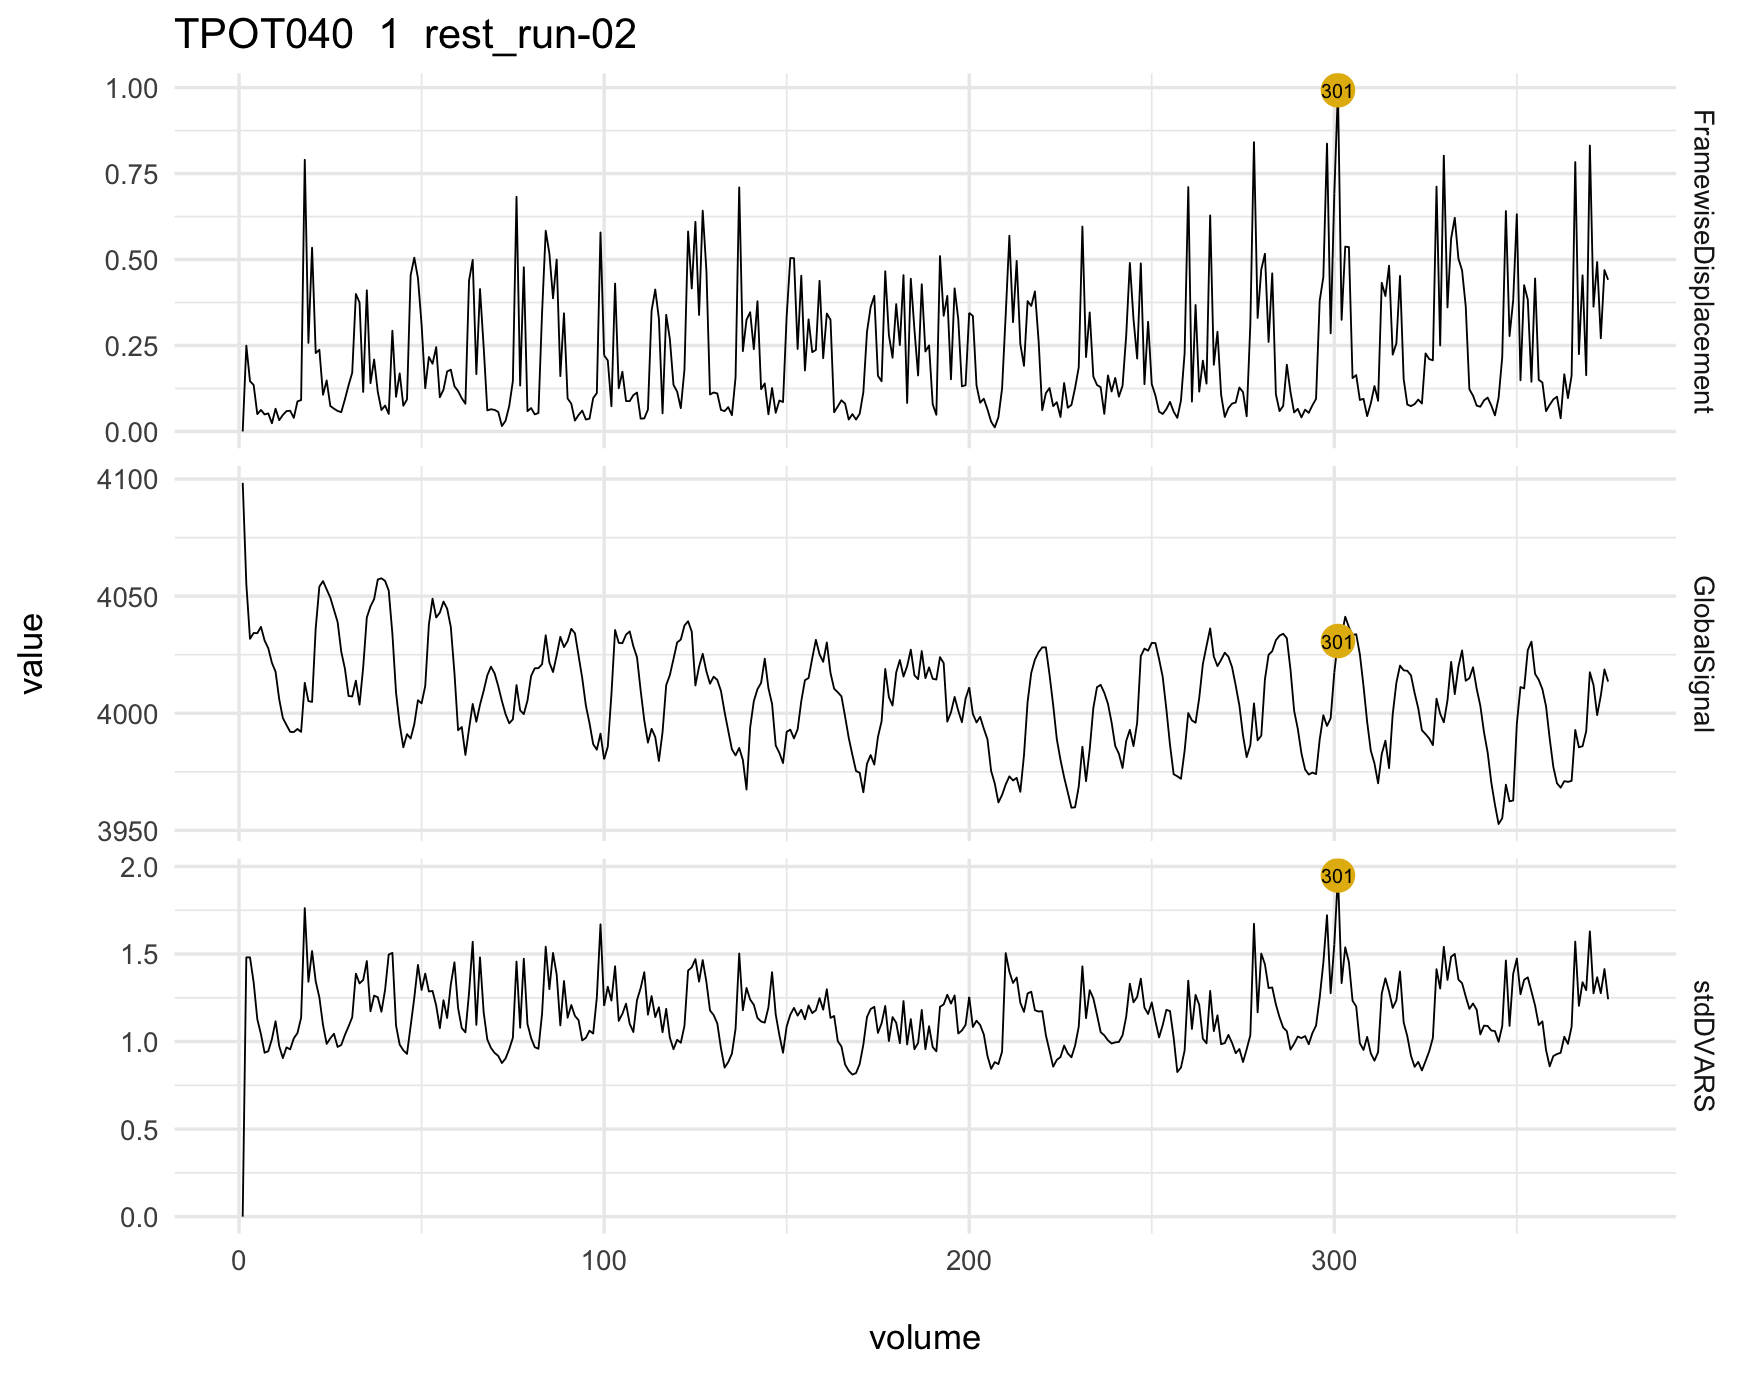 TPOT040 1 rest_run-02
1.00
0.75
0.50
0.25
0.00
301
FramewiseDisplacement
4100
4050
4000
3950
301
GlobalSignal
value
2.0
1.5
1.0
0.5
0.0
301
stdDVARS
0 100 200 300
volume